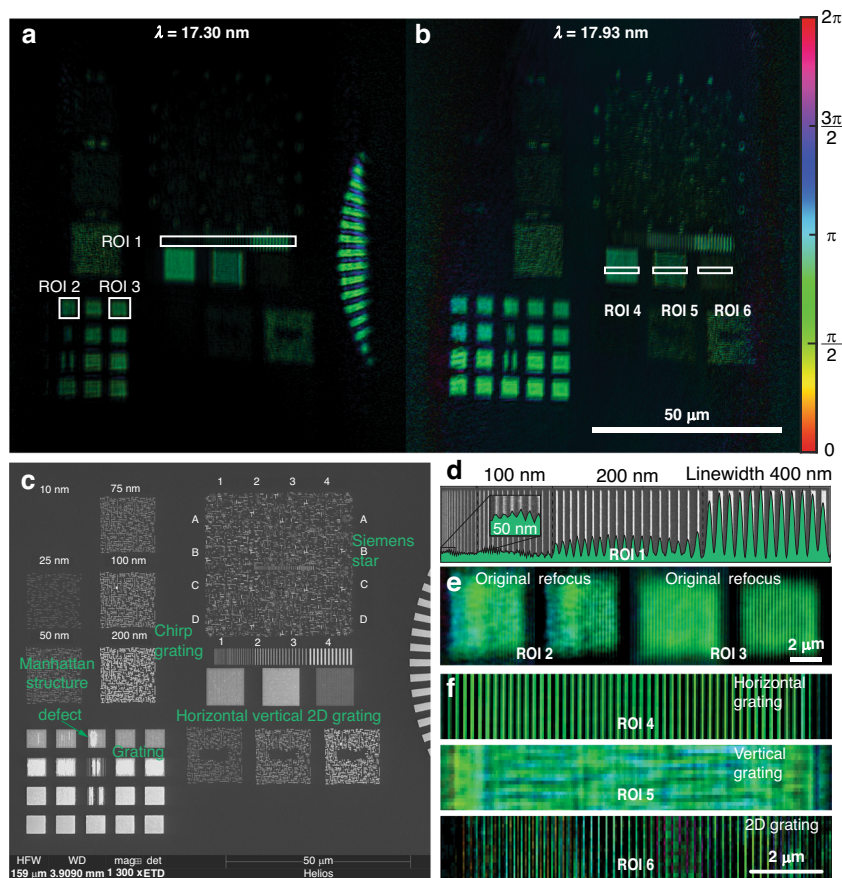 a
λ = 17.30 nm
b
λ = 17.93 nm
2π
3π
2
π
π
2
0
ROI 1
ROI 2
ROI 3
ROI 4
ROI 5
ROI 6
50 μm
c
10 nm
75 nm
1
2
3
4
A
A
Siemens
star
B
B
25 nm
100 nm
C
C
D
D
50 nm
200 nm
Chirp
grating
1
2
3
4
Manhattan
structure
defect
Grating
Horizontal vertical 2D grating
HFW
WD
mag
det
50 μm
159 μm
3.9090 mm
1 300 x
ETD
Helios
d
100 nm
200 nm
Linewidth 400 nm
50 nm
ROI 1
e
Original refocus
Original refocus
ROI 2
ROI 3
2 μm
f
Horizontal
grating
ROI 4
Vertical
grating
ROI 5
2D grating
ROI 6
2 μm